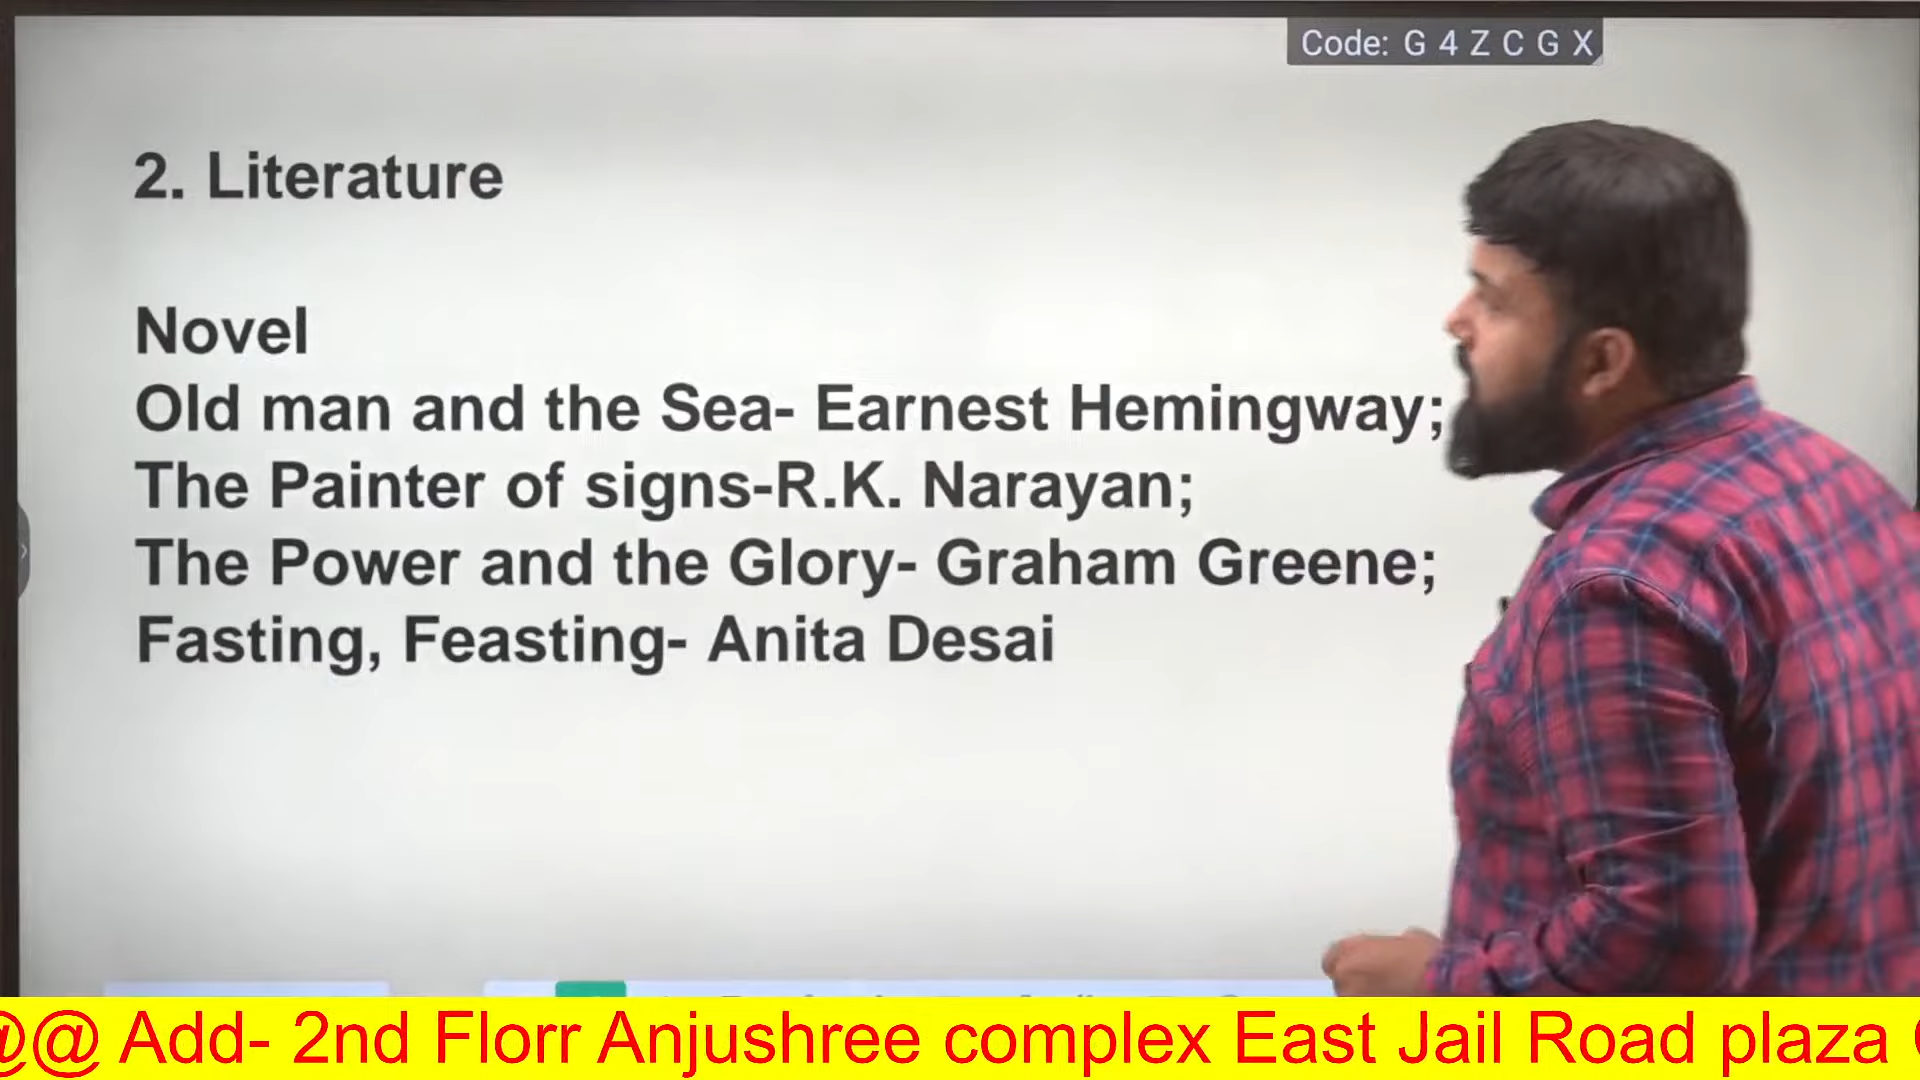 Code: G 4 Z C G X
2. Literature
Novel
Old man and the Sea- Earnest Hemingway;
The Painter of signs-R.K. Narayan;
The Power and the Glory- Graham Greene;
Fasting, Feasting- Anita Desai
@@ Add- 2nd Florr Anjushree complex East Jail Road plaza